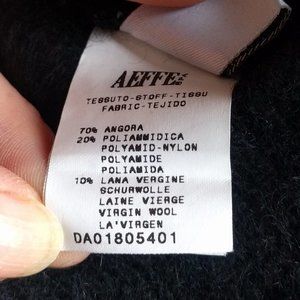 AEFFE
TESSUTO-STOFF-TISSU
FABRIC-TEJIDO
70% ANGORA
20% POLIAMMIDICA
POLYAMID-NYLON
POLYAMIDE
POLIAMIDA
10% LANA VERGINE
SCHURWOLLE
LAINE VIERGE
VIRGIN WOOL
LA'VIRGEN
DA01805401